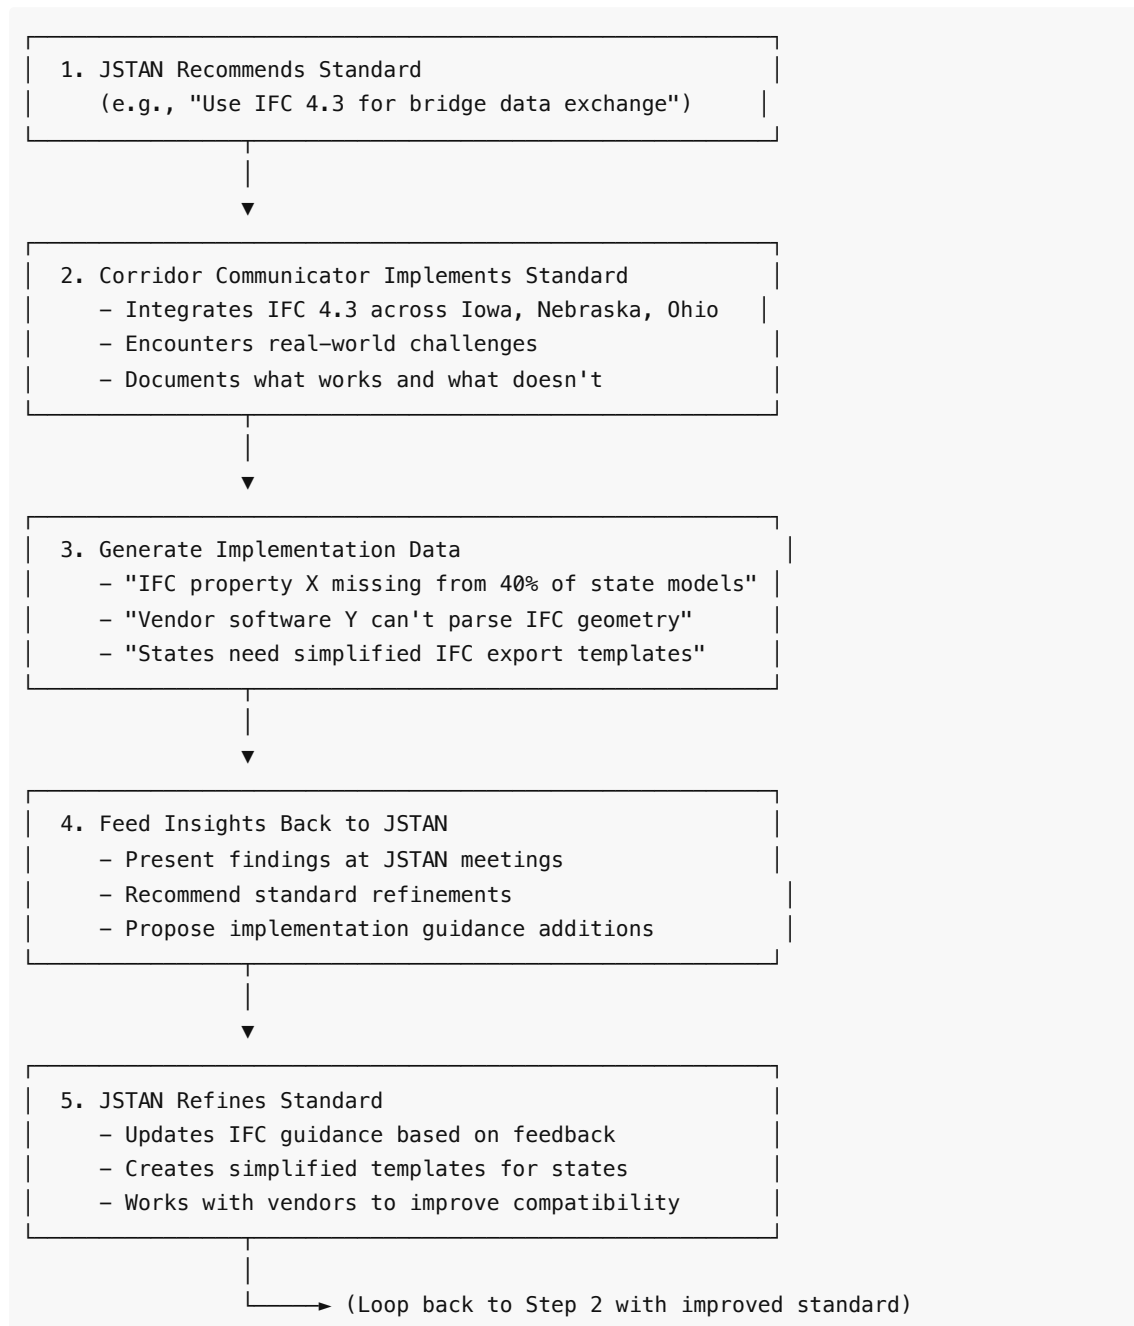 1. JSTAN Recommends Standard
(e.g., "Use IFC 4.3 for bridge data exchange")
2. Corridor Communicator Implements Standard
– Integrates IFC 4.3 across Iowa, Nebraska, Ohio
– Encounters real–world challenges
– Documents what works and what doesn't
3. Generate Implementation Data
– "IFC property X missing from 40% of state models"
– "Vendor software Y can't parse IFC geometry"
– "States need simplified IFC export templates"
4. Feed Insights Back to JSTAN
– Present findings at JSTAN meetings
– Recommend standard refinements
– Propose implementation guidance additions
5. JSTAN Refines Standard
– Updates IFC guidance based on feedback
– Creates simplified templates for states
– Works with vendors to improve compatibility
(Loop back to Step 2 with improved standard)